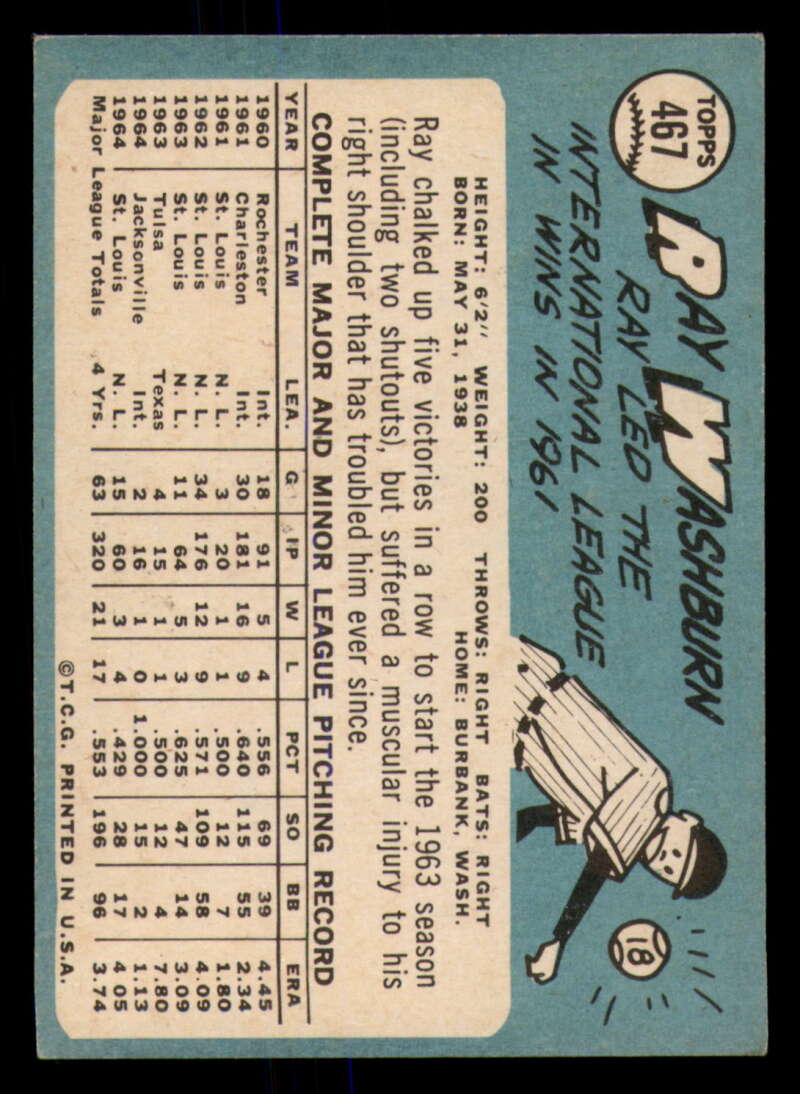 TOPPS
467
RAY WASHBURN
RAY LED THE
INTERNATIONAL LEAGUE
IN WINS IN 1961
18
HEIGHT: 6'2" WEIGHT: 200 THROWS: RIGHT BATS: RIGHT
BORN: MAY 31, 1938 HOME: BURBANK, WASH.
Ray chalked up five victories in a row to start the 1963 season
(including two shutouts), but suffered a muscular injury to his
right shoulder that has troubled him ever since.
COMPLETE MAJOR AND MINOR LEAGUE PITCHING RECORD
YEAR TEAM LEA. G IP W L PCT SO BB ERA
1960 Rochester Int. 18 91 5 4 .556 69 39 4.45
1961 Charleston Int. 30 181 16 9 .640 115 55 2.34
1961 St. Louis N. L. 3 20 1 1 .500 12 7 1.80
1962 St. Louis N. L. 34 176 12 9 .571 109 58 4.09
1963 St. Louis N. L. 11 64 5 3 .625 47 14 3.09
1963 Tulsa Texas 4 15 1 1 .500 12 4 7.80
1964 Jacksonville Int. 2 16 1 0 1.000 15 2 1.13
1964 St. Louis N. L. 15 60 3 4 .429 28 17 4.05
Major League Totals 4 Yrs. 63 320 21 17 .553 196 96 3.74
©T.C.G. PRINTED IN U.S.A.